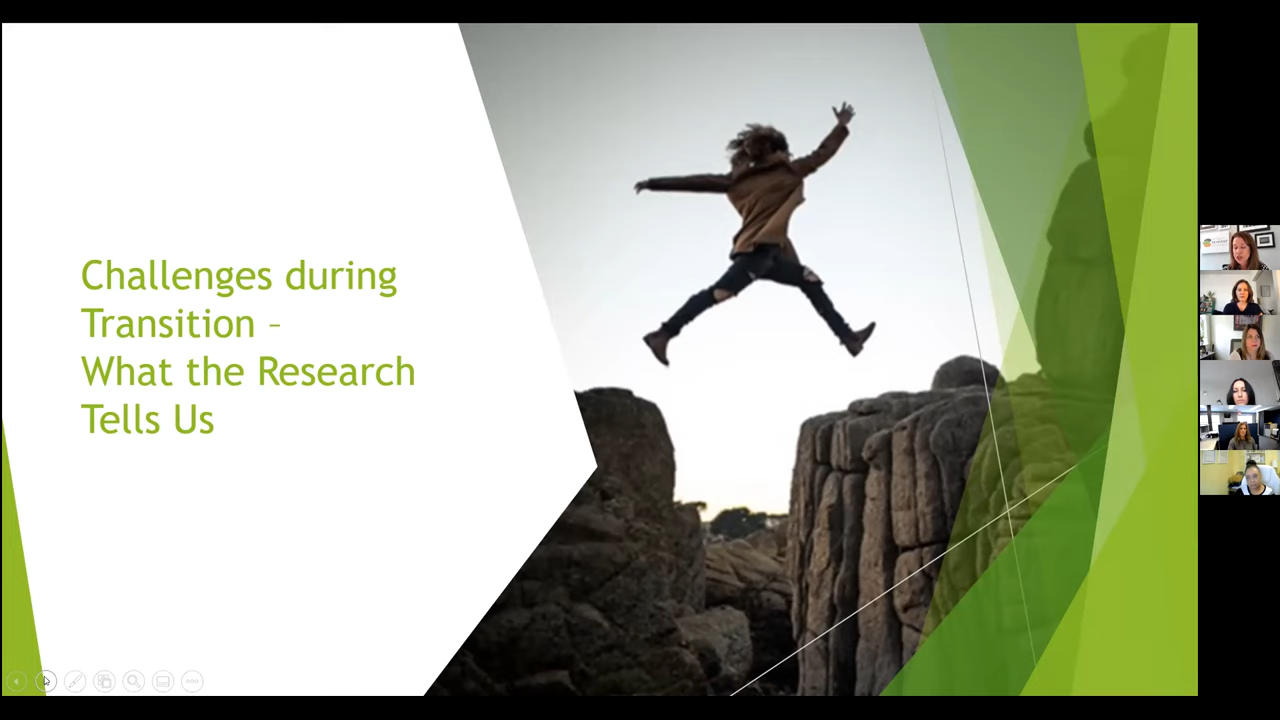 Challenges during
Transition –
What the Research
Tells Us